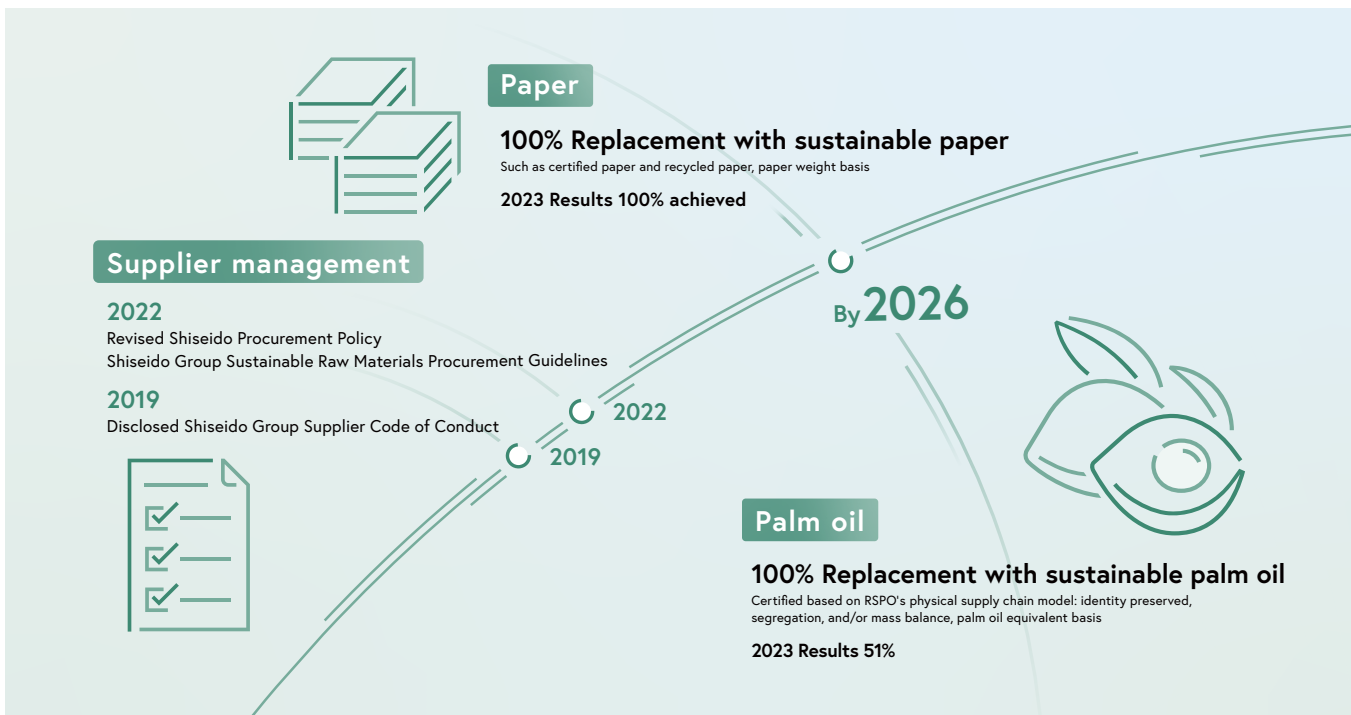 Paper
100% Replacement with sustainable paper
Such as certified paper and recycled paper, paper weight basis
2023 Results 100% achieved
Supplier management
2022
Revised Shiseido Procurement Policy
Shiseido Group Sustainable Raw Materials Procurement Guidelines
2019
Disclosed Shiseido Group Supplier Code of Conduct
By 2026
2022
2019
Palm oil
100% Replacement with sustainable palm oil
Certified based on RSPO's physical supply chain model: identity preserved,
segregation, and/or mass balance, palm oil equivalent basis
2023 Results 51%